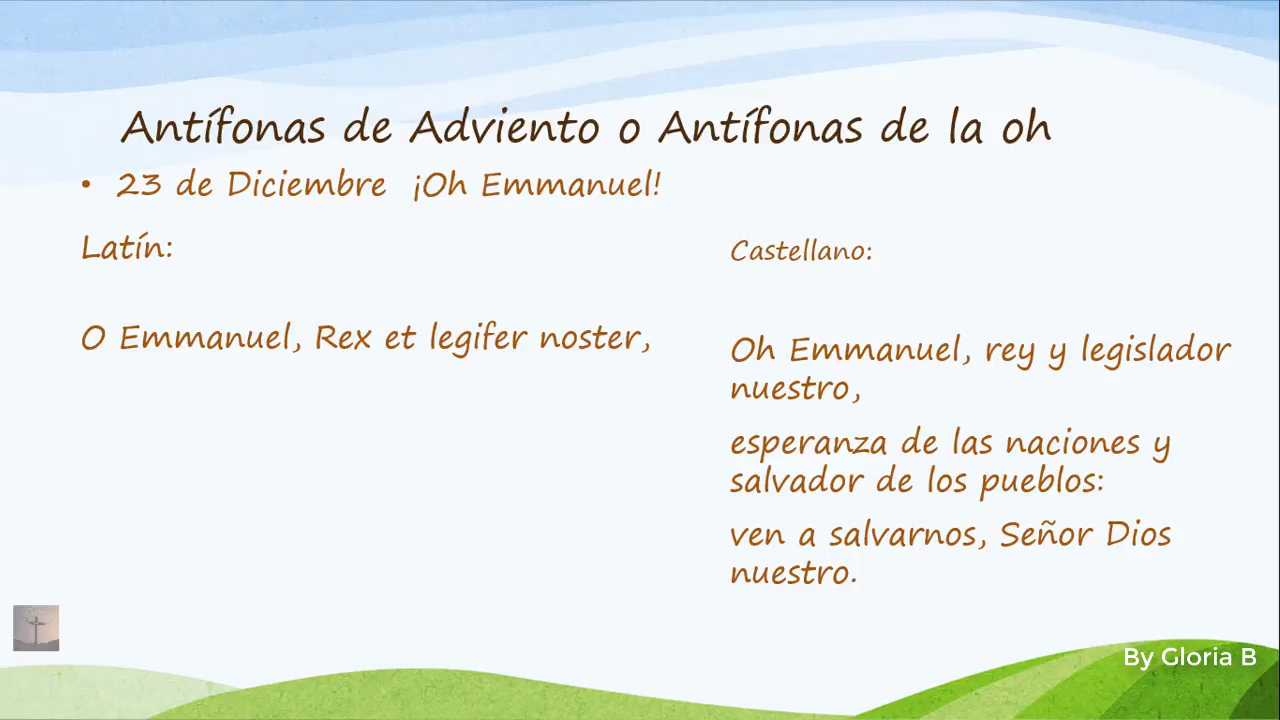 Antífonas de Adviento o Antífonas de la oh
• 23 de Diciembre ¡Oh Emmanuel!
Latín:
O Emmanuel, Rex et legifer noster,
Castellano:
Oh Emmanuel, rey y legislador
nuestro,
esperanza de las naciones y
salvador de los pueblos:
ven a salvarnos, Señor Dios
nuestro.
By Gloria B